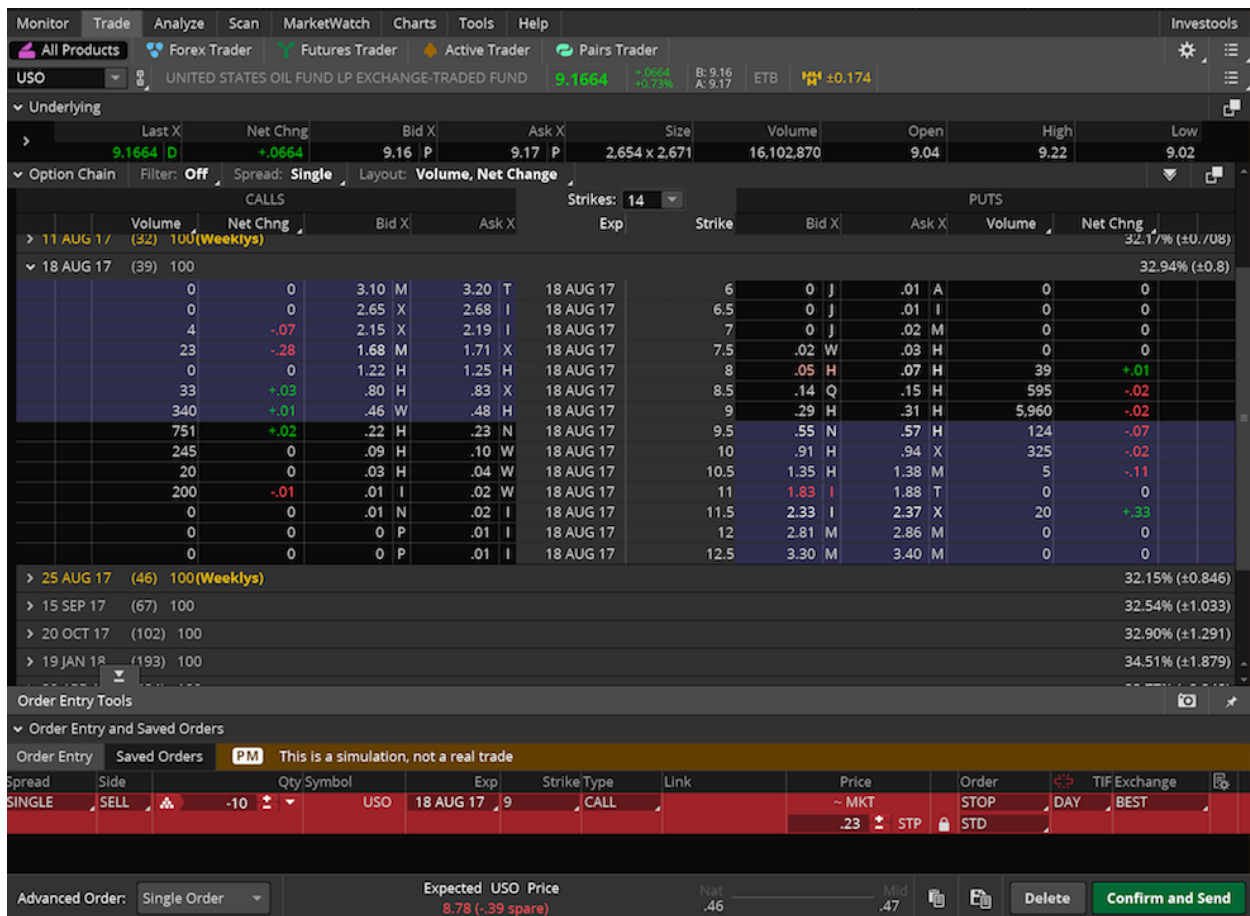 Monitor Trade Analyze Scan MarketWatch Charts Tools Help Investools
All Products Forex Trader Futures Trader Active Trader Pairs Trader
USO UNITED STATES OIL FUND LP EXCHANGE-TRADED FUND 9.1664 +.0664 +0.73% B: 9.16 A: 9.17 ETB ±0.174
Underlying
Last X Net Chng Bid X Ask X Size Volume Open High Low
9.1664 D +.0664 9.16 P 9.17 P 2,654 x 2,671 16,102,870 9.04 9.22 9.02
Option Chain Filter: Off Spread: Single Layout: Volume, Net Change
CALLS Strikes: 14 PUTS
Volume Net Chng Bid X Ask X Exp Strike Bid X Ask X Volume Net Chng
11 AUG 17 (32) 100 (Weeklys) 32.17% (±0.708)
18 AUG 17 (39) 100 32.94% (±0.8)
0 0 3.10 M 3.20 T 18 AUG 17 6 0 J .01 A 0 0
0 0 2.65 X 2.68 I 18 AUG 17 6.5 0 J .01 I 0 0
4 -.07 2.15 X 2.19 I 18 AUG 17 7 0 J .02 M 0 0
23 -.28 1.68 M 1.71 X 18 AUG 17 7.5 .02 W .03 H 0 0
0 0 1.22 H 1.25 H 18 AUG 17 8 .05 H .07 H 39 +.01
33 +.03 .80 H .83 X 18 AUG 17 8.5 .14 Q .15 H 595 -.02
340 +.01 .46 W .48 H 18 AUG 17 9 .29 H .31 H 5,960 -.02
751 +.02 .22 H .23 N 18 AUG 17 9.5 .55 N .57 H 124 -.07
245 0 .09 H .10 W 18 AUG 17 10 .91 H .94 X 325 -.02
20 0 .03 H .04 W 18 AUG 17 10.5 1.35 H 1.38 M 5 -.11
200 -.01 .01 I .02 W 18 AUG 17 11 1.83 I 1.88 T 0 0
0 0 .01 N .02 I 18 AUG 17 11.5 2.33 I 2.37 X 20 +.33
0 0 0 P .01 I 18 AUG 17 12 2.81 M 2.86 M 0 0
0 0 0 P .01 I 18 AUG 17 12.5 3.30 M 3.40 M 0 0
25 AUG 17 (46) 100 (Weeklys) 32.15% (±0.846)
15 SEP 17 (67) 100 32.54% (±1.033)
20 OCT 17 (102) 100 32.90% (±1.291)
19 JAN 18 (193) 100 34.51% (±1.879)
Order Entry Tools
Order Entry and Saved Orders
Order Entry Saved Orders PM This is a simulation, not a real trade
Spread Side Qty Symbol Exp Strike Type Link Price Order TIF Exchange
SINGLE SELL -10 USO 18 AUG 17 9 CALL ~ MKT STOP DAY BEST
.23 STP STD
Advanced Order: Single Order Expected USO Price Nat Mid Delete Confirm and Send
8.78 (-.39 spare) .46 .47